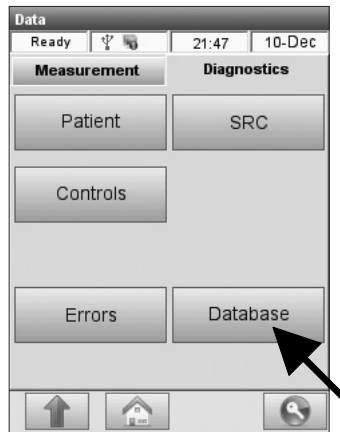 Data
Ready 21:47 10-Dec
Measurement Diagnostics
Patient SRC
Controls
Errors Database